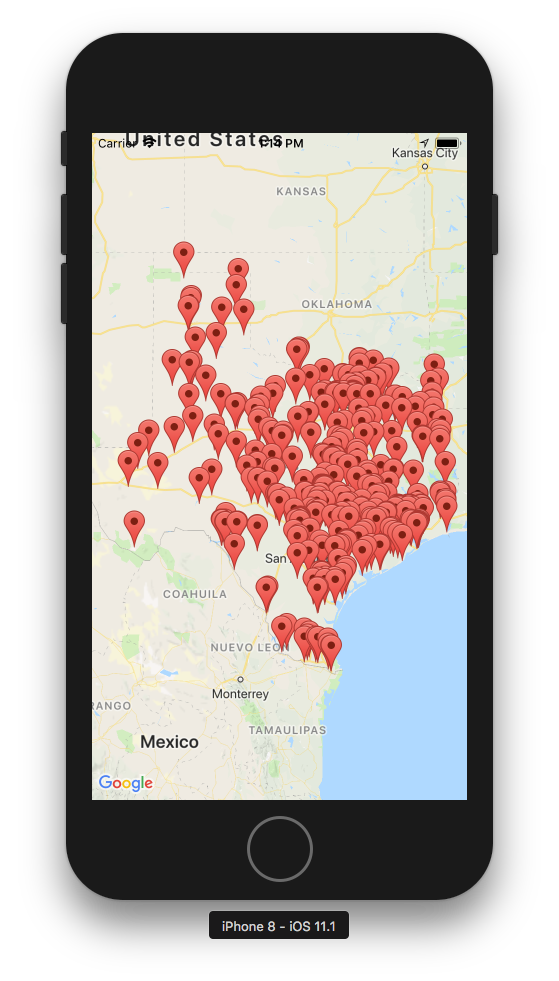 United States
Carrier 1:14 PM
Kansas City
KANSAS
OKLAHOMA
San
COAHUILA
NUEVO LEON
Monterrey
RANGO
TAMAULIPAS
Mexico
Google
iPhone 8 - iOS 11.1